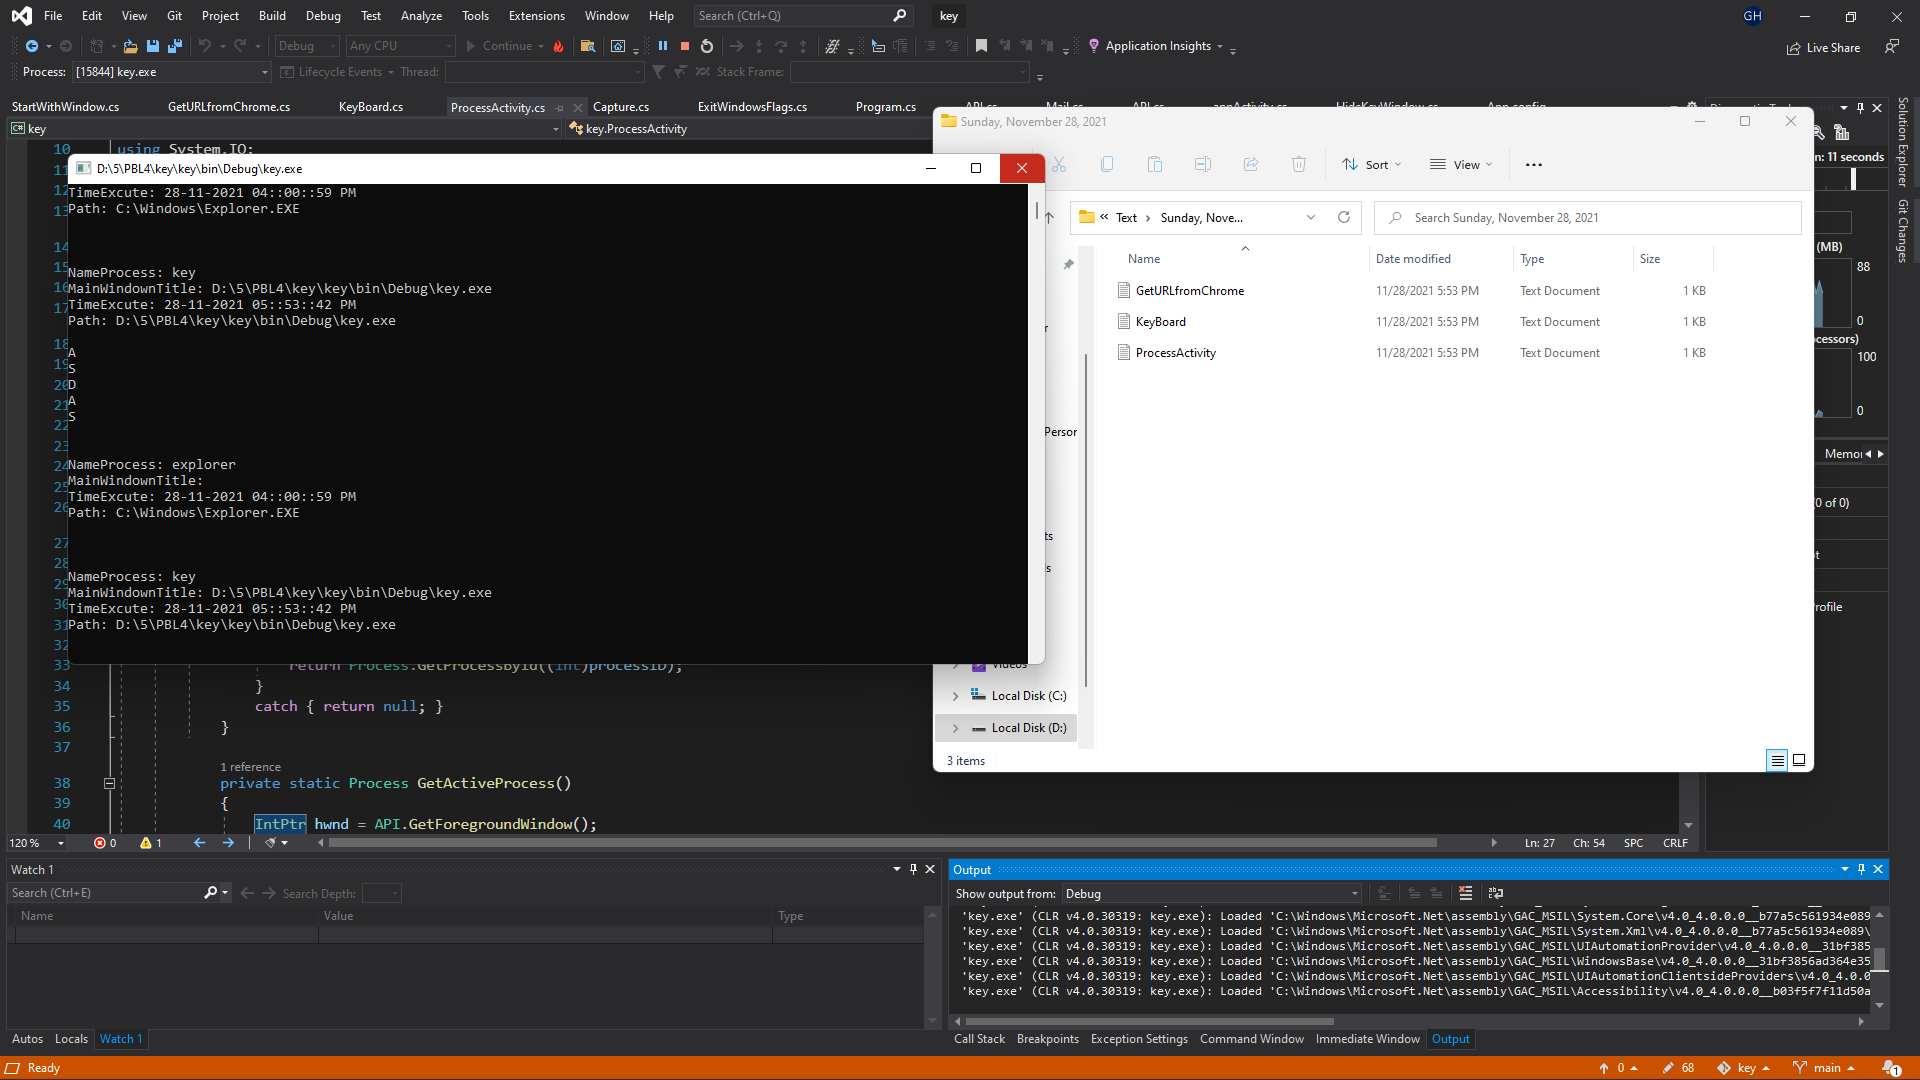 File Edit View Git Project Build Debug Test Analyze Tools Extensions Window Help Search (Ctrl+Q) key GH
Debug Any CPU Continue Application Insights Live Share
Process: [15844] key.exe Lifecycle Events Thread: Stack Frame:
StartWithWindow.cs GetURLfromChrome.cs KeyBoard.cs ProcessActivity.cs Capture.cs ExitWindowsFlags.cs Program.cs
key key.ProcessActivity
10 using System.IO;
D:\5\PBL4\key\key\bin\Debug\key.exe
TimeExcute: 28-11-2021 04::00::59 PM
Path: C:\Windows\Explorer.EXE
NameProcess: key
MainWindownTitle: D:\5\PBL4\key\key\bin\Debug\key.exe
TimeExcute: 28-11-2021 05::53::42 PM
Path: D:\5\PBL4\key\key\bin\Debug\key.exe
A
S
D
A
S
NameProcess: explorer
MainWindownTitle:
TimeExcute: 28-11-2021 04::00::59 PM
Path: C:\Windows\Explorer.EXE
NameProcess: key
MainWindownTitle: D:\5\PBL4\key\key\bin\Debug\key.exe
TimeExcute: 28-11-2021 05::53::42 PM
Path: D:\5\PBL4\key\key\bin\Debug\key.exe
33 return Process.GetProcessById((int)processID);
34 }
35 catch { return null; }
36 }
37
1 reference
38 private static Process GetActiveProcess()
39 {
40 IntPtr hwnd = API.GetForegroundWindow();
Sunday, November 28, 2021
Sort View
Text Sunday, Nove... Search Sunday, November 28, 2021
Name Date modified Type Size
GetURLfromChrome 11/28/2021 5:53 PM Text Document 1 KB
KeyBoard 11/28/2021 5:53 PM Text Document 1 KB
ProcessActivity 11/28/2021 5:53 PM Text Document 1 KB
Person
Videos
Local Disk (C:)
Local Disk (D:)
3 items
n: 11 seconds
(MB)
88
0
100
0
(0 of 0)
Solution Explorer
Git Changes
120 % 0 1 Ln: 27 Ch: 54 SPC CRLF
Watch 1
Search (Ctrl+E) Search Depth:
Name Value Type
Autos Locals Watch 1
Output
Show output from: Debug
'key.exe' (CLR v4.0.30319: key.exe): Loaded 'C:\Windows\Microsoft.Net\assembly\GAC_MSIL\System.Core\v4.0_4.0.0.0__b77a5c561934e089
'key.exe' (CLR v4.0.30319: key.exe): Loaded 'C:\Windows\Microsoft.Net\assembly\GAC_MSIL\System.Xml\v4.0_4.0.0.0__b77a5c561934e089\
'key.exe' (CLR v4.0.30319: key.exe): Loaded 'C:\Windows\Microsoft.Net\assembly\GAC_MSIL\UIAutomationProvider\v4.0_4.0.0.0__31bf385
'key.exe' (CLR v4.0.30319: key.exe): Loaded 'C:\Windows\Microsoft.Net\assembly\GAC_MSIL\WindowsBase\v4.0_4.0.0.0__31bf3856ad364e35
'key.exe' (CLR v4.0.30319: key.exe): Loaded 'C:\Windows\Microsoft.Net\assembly\GAC_MSIL\UIAutomationClientsideProviders\v4.0_4.0.0
'key.exe' (CLR v4.0.30319: key.exe): Loaded 'C:\Windows\Microsoft.Net\assembly\GAC_MSIL\Accessibility\v4.0_4.0.0.0__b03f5f7f11d50a
Call Stack Breakpoints Exception Settings Command Window Immediate Window Output
Ready 0 68 key main 1